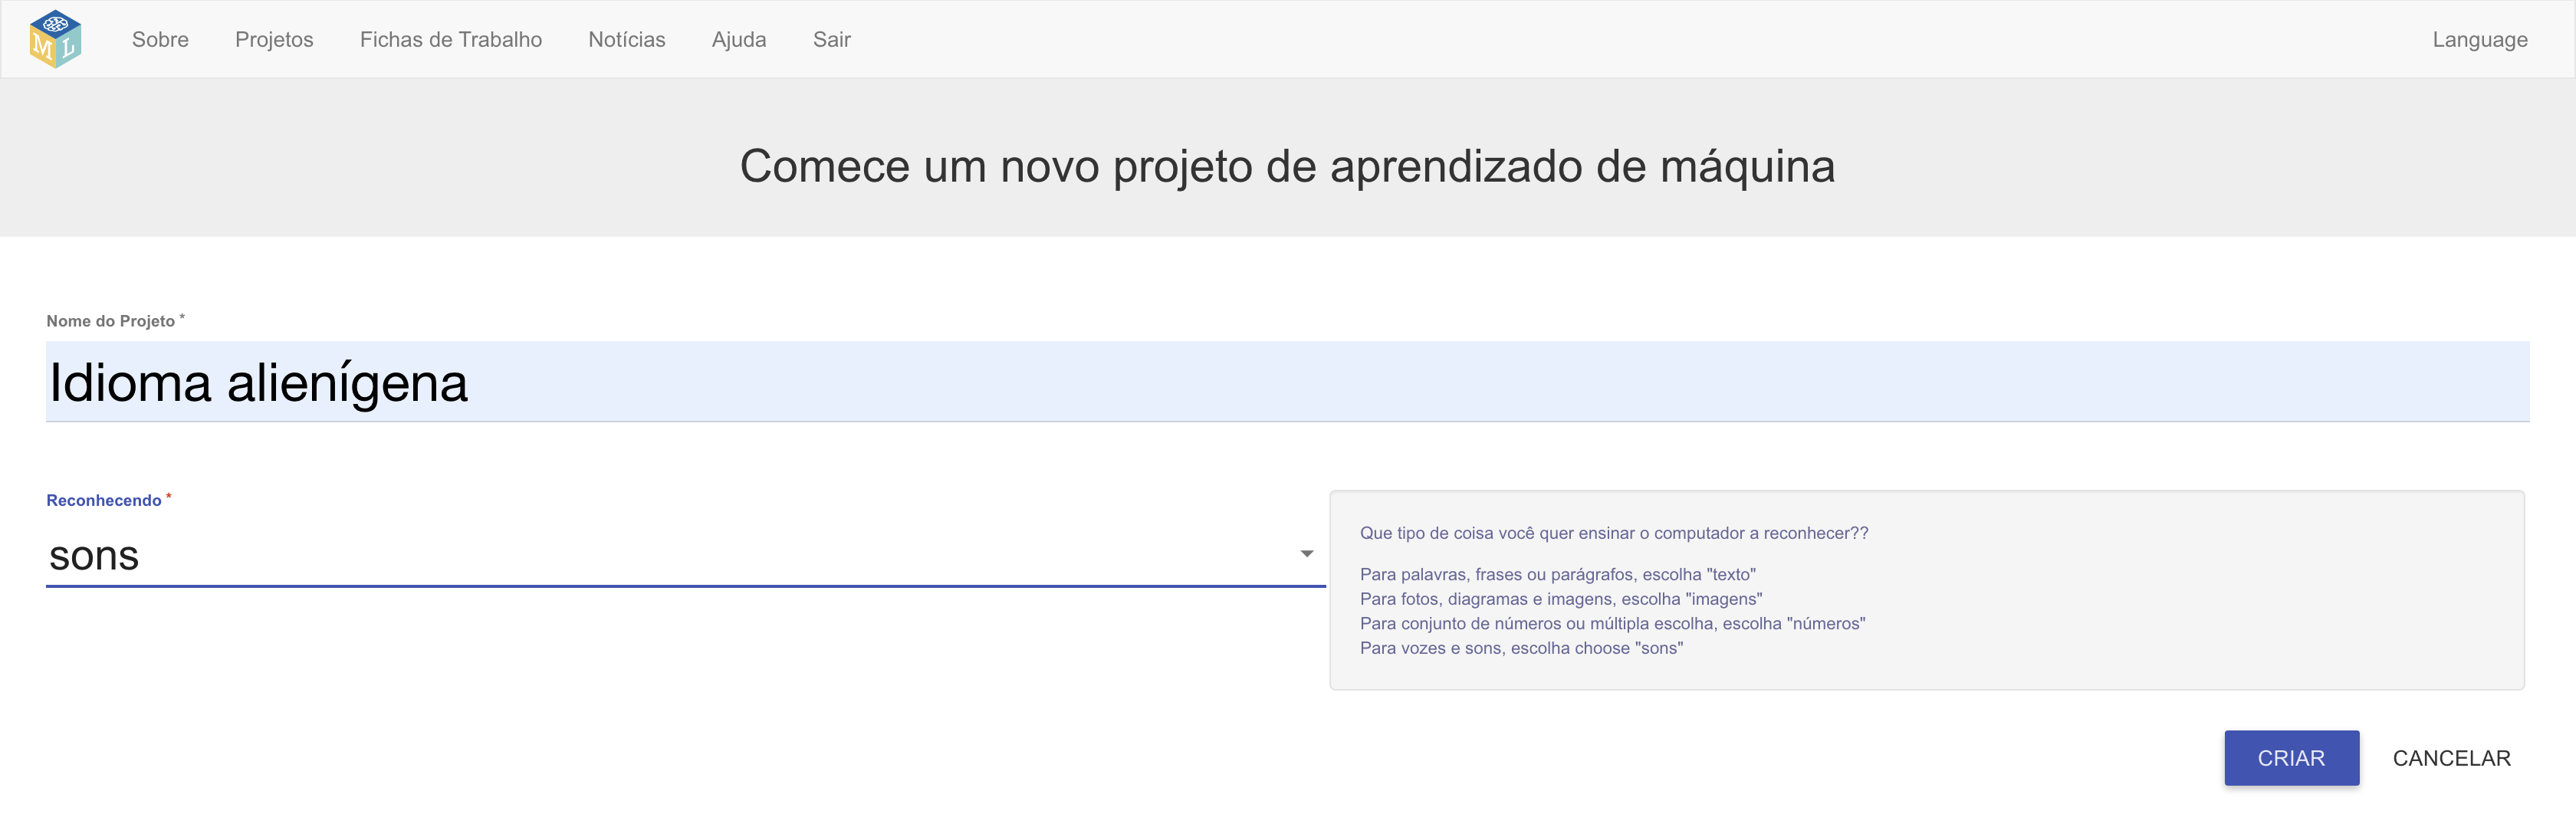 M L
Sobre Projetos Fichas de Trabalho Notícias Ajuda Sair Language
Comece um novo projeto de aprendizado de máquina
Nome do Projeto *
Idioma alienígena
Reconhecendo *
sons
Que tipo de coisa você quer ensinar o computador a reconhecer??
Para palavras, frases ou parágrafos, escolha "texto"
Para fotos, diagramas e imagens, escolha "imagens"
Para conjunto de números ou múltipla escolha, escolha "números"
Para vozes e sons, escolha choose "sons"
CRIAR CANCELAR